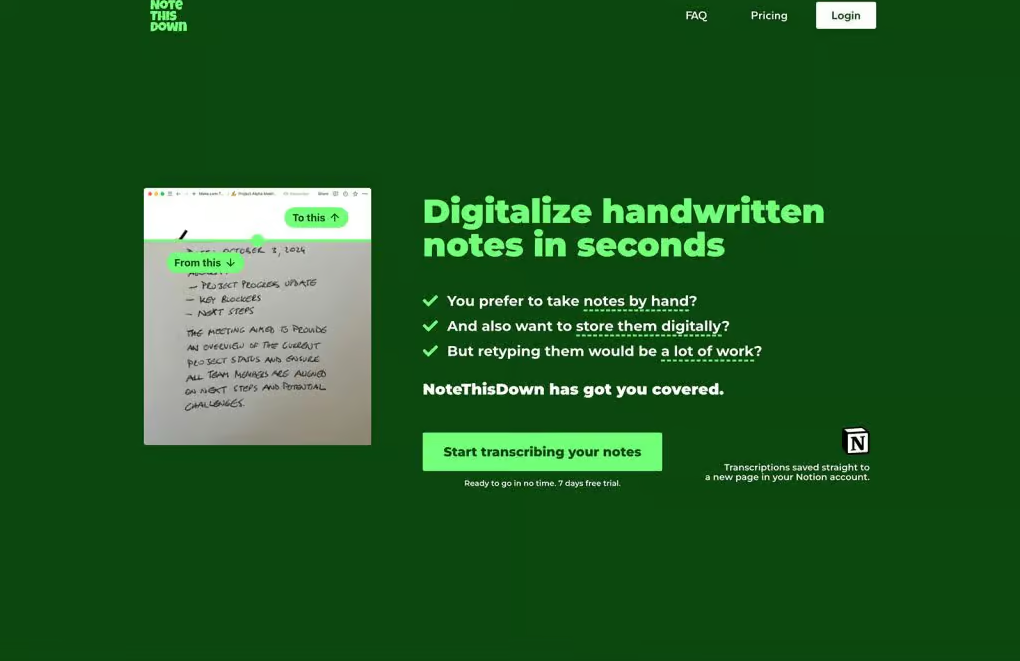 NOTE
THIS
DOWN
FAQ
Pricing
Login
Share
To this ↑
OCTOBER 3, 2024
From this ↓
- PROJECT PROGRESS UPDATE
- KEY BLOCKERS
- NEXT STEPS
THE MEETING AIMED TO PROVIDE
AN OVERVIEW OF THE CURRENT
PROJECT STATUS AND ENSURE
ALL TEAM MEMBERS ARE ALIGNED
ON NEXT STEPS AND POTENTIAL
CHALLENGES.
Digitalize handwritten
notes in seconds
You prefer to take notes by hand?
And also want to store them digitally?
But retyping them would be a lot of work?
NoteThisDown has got you covered.
Start transcribing your notes
Ready to go in no time. 7 days free trial.
N
Transcriptions saved straight to
a new page in your Notion account.